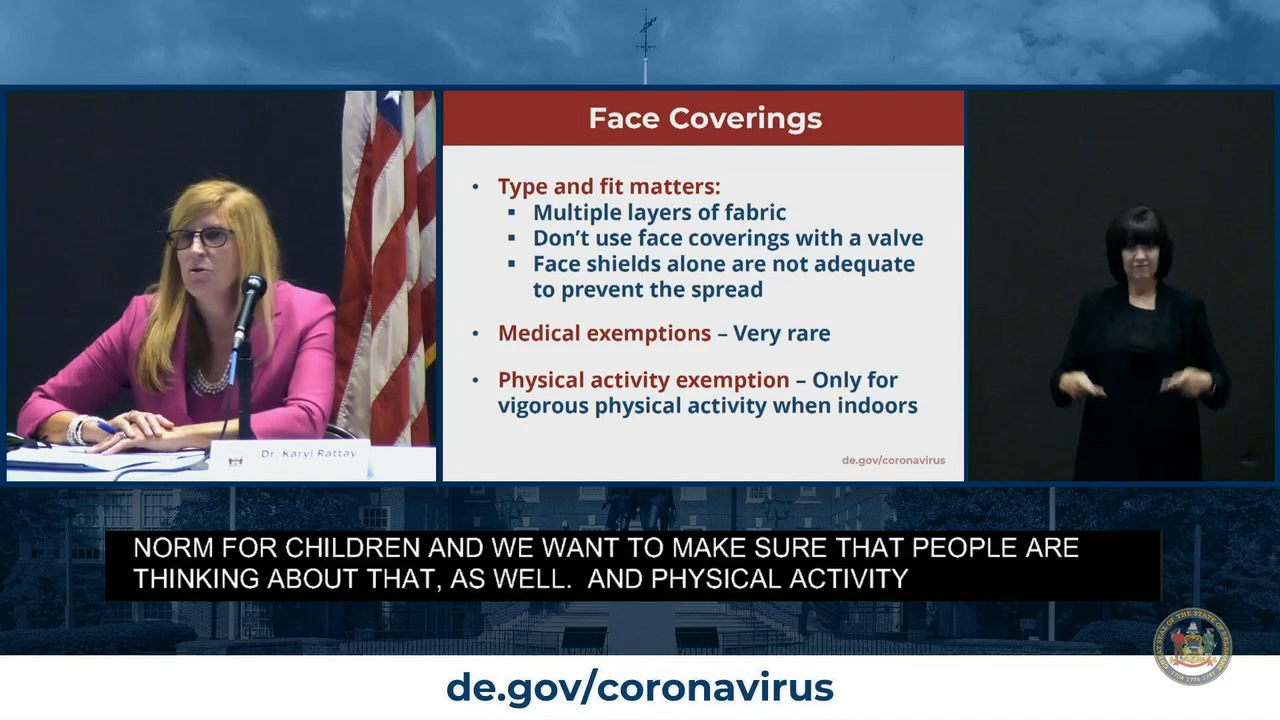 Face Coverings
• Type and fit matters:
▪ Multiple layers of fabric
▪ Don't use face coverings with a valve
▪ Face shields alone are not adequate
to prevent the spread
• Medical exemptions – Very rare
• Physical activity exemption – Only for
vigorous physical activity when indoors
de.gov/coronavirus
Dr. Karyl Rattay
NORM FOR CHILDREN AND WE WANT TO MAKE SURE THAT PEOPLE ARE
THINKING ABOUT THAT, AS WELL.  AND PHYSICAL ACTIVITY
de.gov/coronavirus